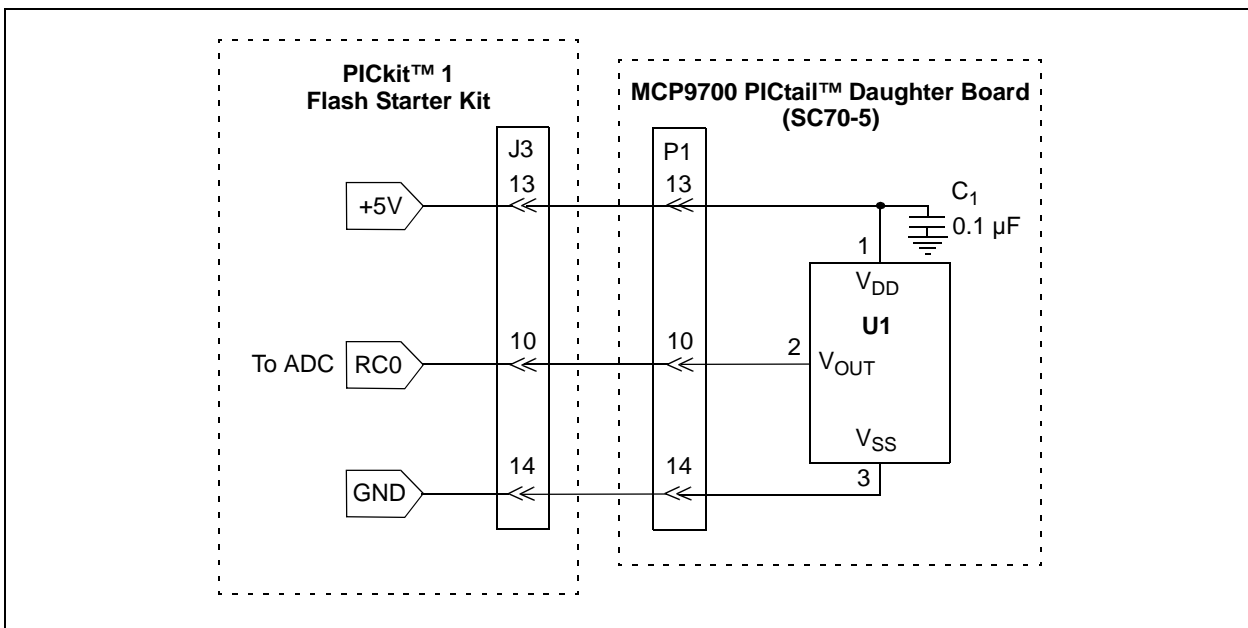 PICkit™ 1
Flash Starter Kit
MCP9700 PICtail™ Daughter Board
(SC70-5)
J3
P1
13
13
+5V
C1
0.1 µF
1
VDD
U1
10
10
2
To ADC
RC0
VOUT
VSS
14
14
3
GND